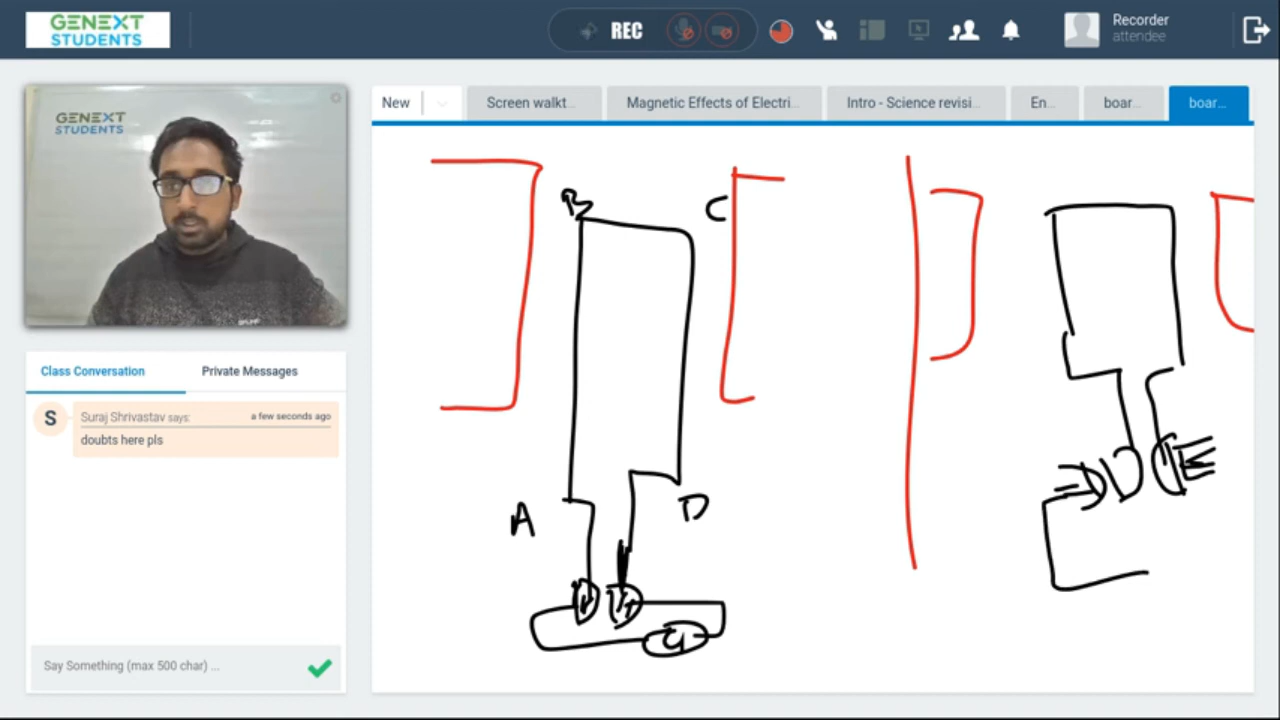 GENEXT
STUDENTS
REC
Recorder
attendee
GENEXT
STUDENTS
New
Screen walkt...
Magnetic Effects of Electri...
Intro - Science revisi...
En...
boar...
boar...
Class Conversation
Private Messages
S
Suraj Shrivastav says:
a few seconds ago
doubts here pls
B
C
A
D
G
Say Something (max 500 char) ...